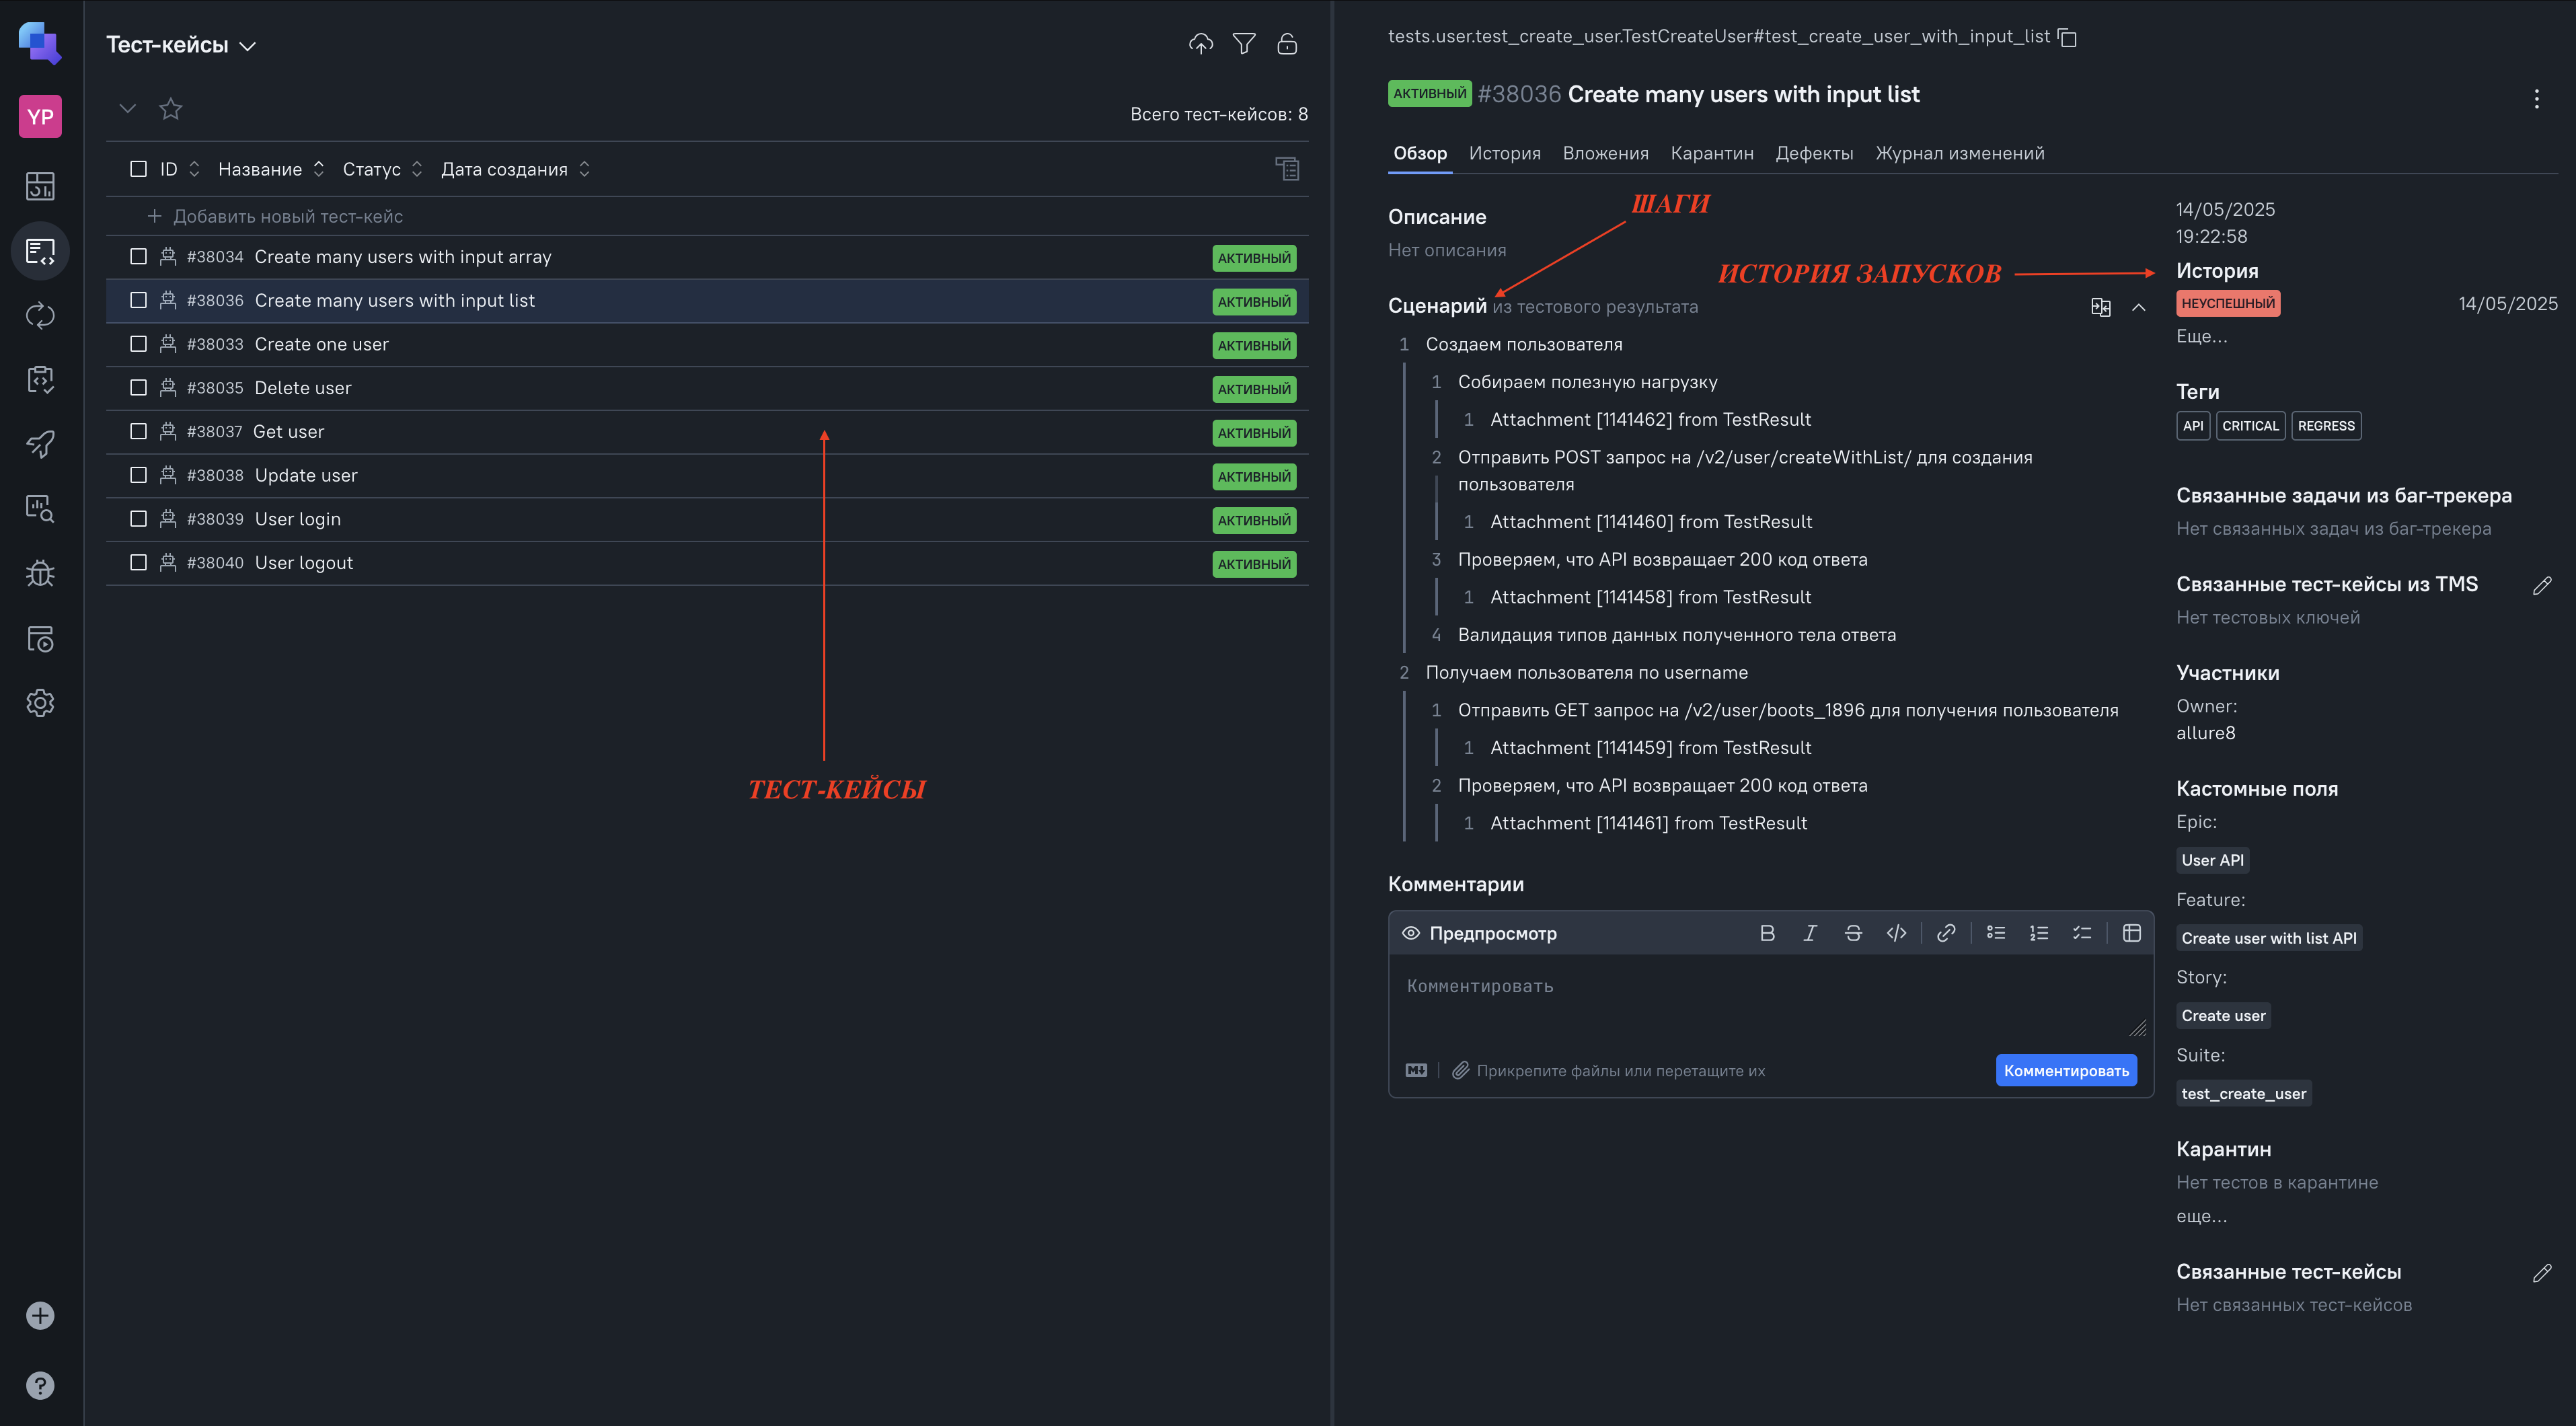 YP
Тест-кейсы
Всего тест-кейсов: 8
ID Название Статус Дата создания
+ Добавить новый тест-кейс
#38034 Create many users with input array АКТИВНЫЙ
#38036 Create many users with input list АКТИВНЫЙ
#38033 Create one user АКТИВНЫЙ
#38035 Delete user АКТИВНЫЙ
#38037 Get user АКТИВНЫЙ
#38038 Update user АКТИВНЫЙ
#38039 User login АКТИВНЫЙ
#38040 User logout АКТИВНЫЙ
ТЕСТ-КЕЙСЫ
tests.user.test_create_user.TestCreateUser#test_create_user_with_input_list
АКТИВНЫЙ #38036 Create many users with input list
Обзор История Вложения Карантин Дефекты Журнал изменений
ШАГИ
Описание
Нет описания
ИСТОРИЯ ЗАПУСКОВ
Сценарий из тестового результата
1 Создаем пользователя
1 Собираем полезную нагрузку
1 Attachment [1141462] from TestResult
2 Отправить POST запрос на /v2/user/createWithList/ для создания
пользователя
1 Attachment [1141460] from TestResult
3 Проверяем, что API возвращает 200 код ответа
1 Attachment [1141458] from TestResult
4 Валидация типов данных полученного тела ответа
2 Получаем пользователя по username
1 Отправить GET запрос на /v2/user/boots_1896 для получения пользователя
1 Attachment [1141459] from TestResult
2 Проверяем, что API возвращает 200 код ответа
1 Attachment [1141461] from TestResult
Комментарии
Предпросмотр
Комментировать
Прикрепите файлы или перетащите их
Комментировать
14/05/2025
19:22:58
История
НЕУСПЕШНЫЙ 14/05/2025
Еще...
Теги
API CRITICAL REGRESS
Связанные задачи из баг-трекера
Нет связанных задач из баг-трекера
Связанные тест-кейсы из TMS
Нет тестовых ключей
Участники
Owner:
allure8
Кастомные поля
Epic:
User API
Feature:
Create user with list API
Story:
Create user
Suite:
test_create_user
Карантин
Нет тестов в карантине
еще...
Связанные тест-кейсы
Нет связанных тест-кейсов